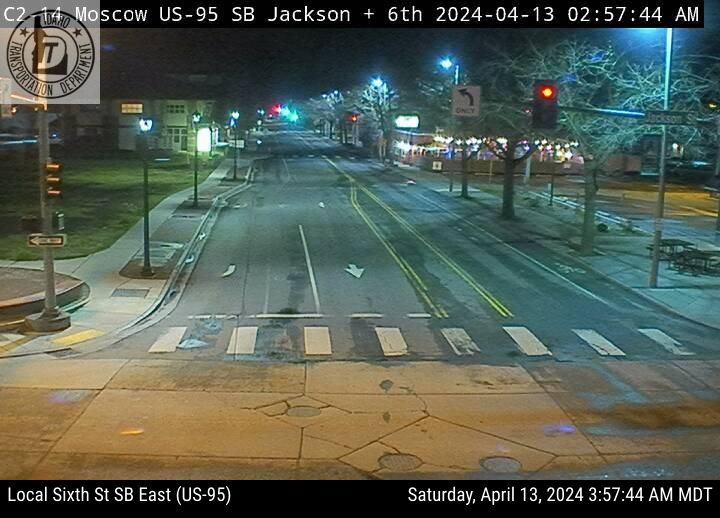 C2 14 Moscow US-95 SB Jackson + 6th 2024-04-13 02:57:44 AM
IDAHO
TRANSPORTATION DEPARTMENT
ONLY
Jackson St
Local Sixth St SB East (US-95)
Saturday, April 13, 2024 3:57:44 AM MDT